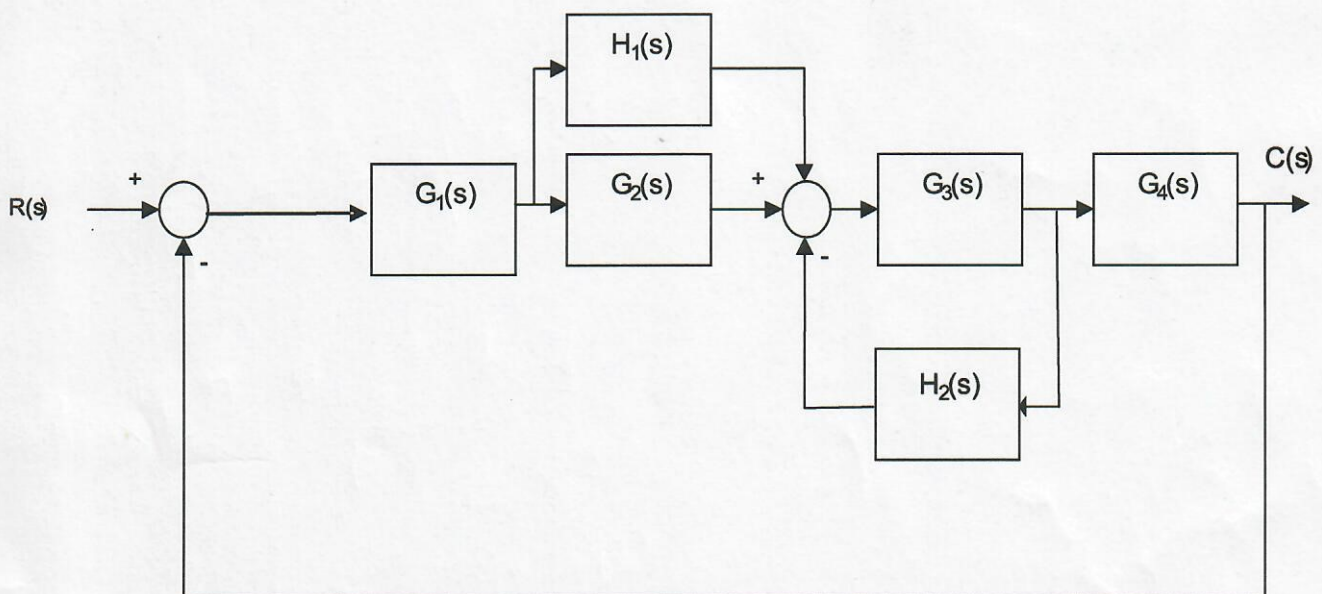 H₁(s)
R(s) + - G₁(s) G₂(s) + - G₃(s) G₄(s) C(s)
H₂(s)